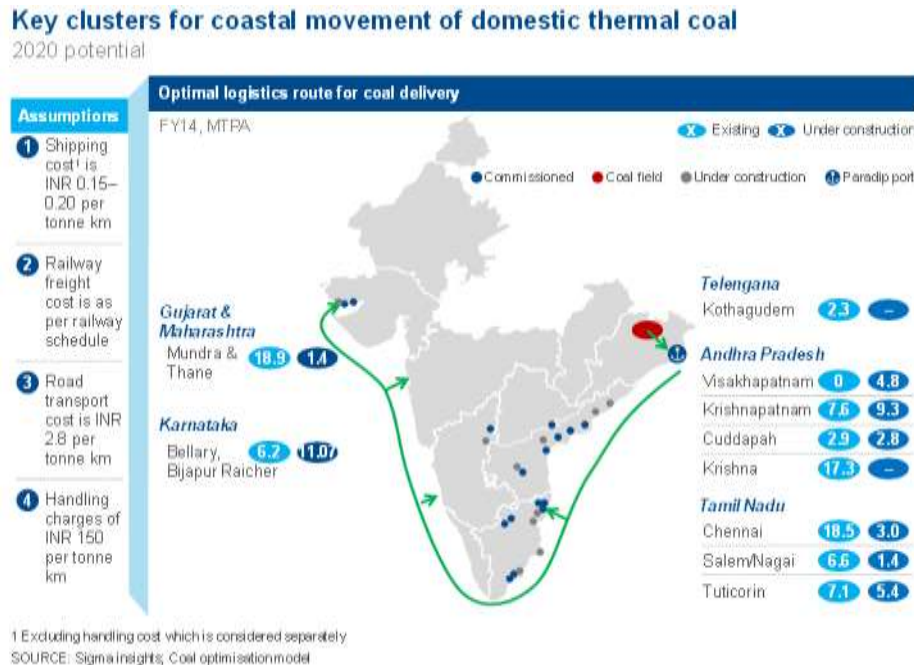 Key clusters for coastal movement of domestic thermal coal
2020 potential
Assumptions
1 Shipping
cost¹ is
INR 0.15–
0.20 per
tonne km
2 Railway
freight
cost is as
per railway
schedule
3 Road
transport
cost is INR
2.8 per
tonne km
4 Handling
charges of
INR 150
per tonne
km
Optimal logistics route for coal delivery
FY14, MTPA
X Existing X Under construction
Commissioned Coal field Under construction Paradip port
Gujarat &
Maharashtra
Mundra &
Thane 18.9 1.4
Karnataka
Bellary, 6.2
Bijapur Raicher
Telengana
Kothagudem 2.3 –
Andhra Pradesh
Visakhapatnam 0 4.8
Krishnapatnam 7.6 9.3
Cuddapah 2.9 2.8
Krishna 17.3 –
Tamil Nadu
Chennai 18.5 3.0
Salem/Nagai 6.6 1.4
Tuticorin 7.1 5.4
1 Excluding handling cost which is considered separately
SOURCE: Sigma insights; Coal optimisation model